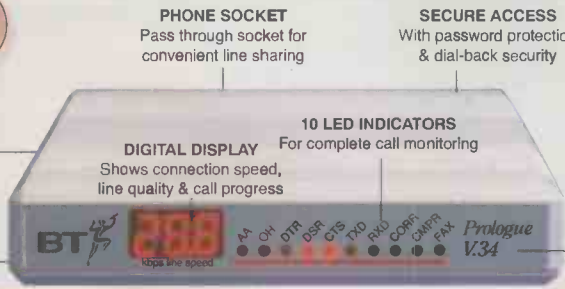 PHONE SOCKET
Pass through socket for
convenient line sharing
SECURE ACCESS
With password protectio
& dial-back security
DIGITAL DISPLAY
Shows connection speed,
line quality & call progress
10 LED INDICATORS
For complete call monitoring
BT
28.8
kbps line speed
AA OH DTR DSR CTS TXD RXD CORR CMPR FAX
Prologue
V.34